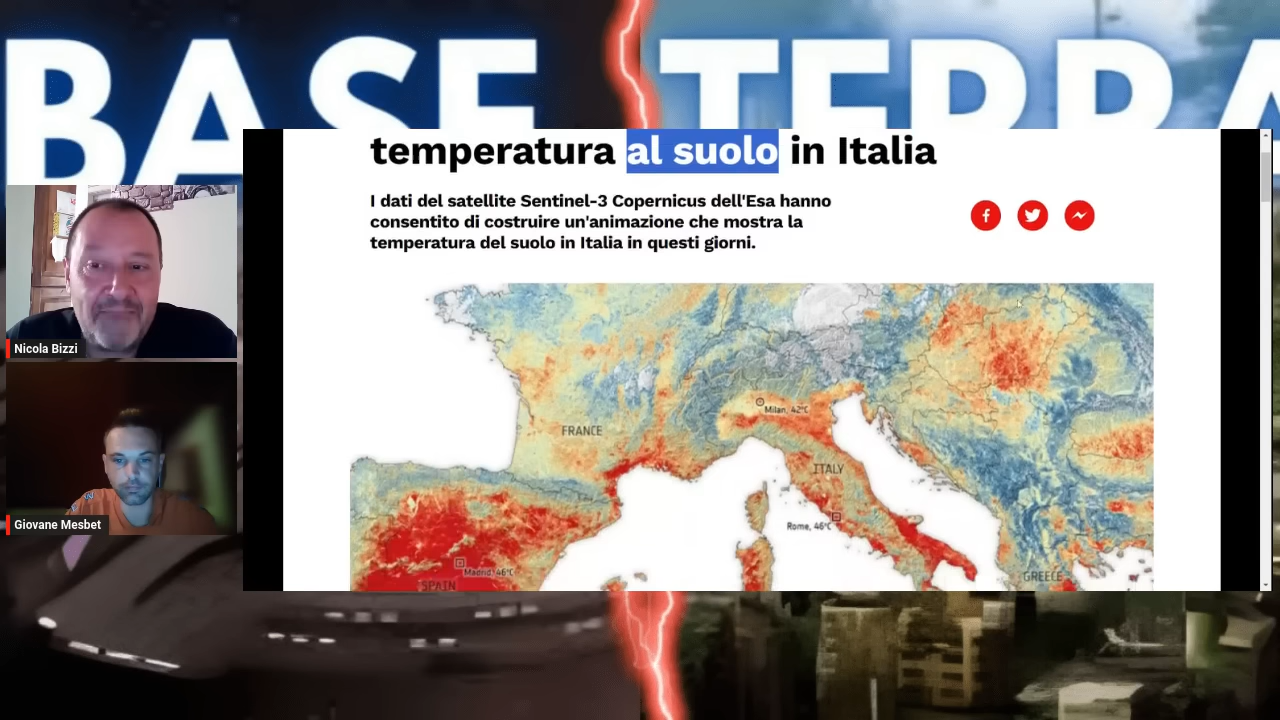 BASE TERRA
temperatura al suolo in Italia
I dati del satellite Sentinel-3 Copernicus dell'Esa hanno
consentito di costruire un'animazione che mostra la
temperatura del suolo in Italia in questi giorni.
Nicola Bizzi
Giovane Mesbet
Milan, 42°C
FRANCE
ITALY
Rome, 46°C
Madrid, 46°C
SPAIN
GREECE